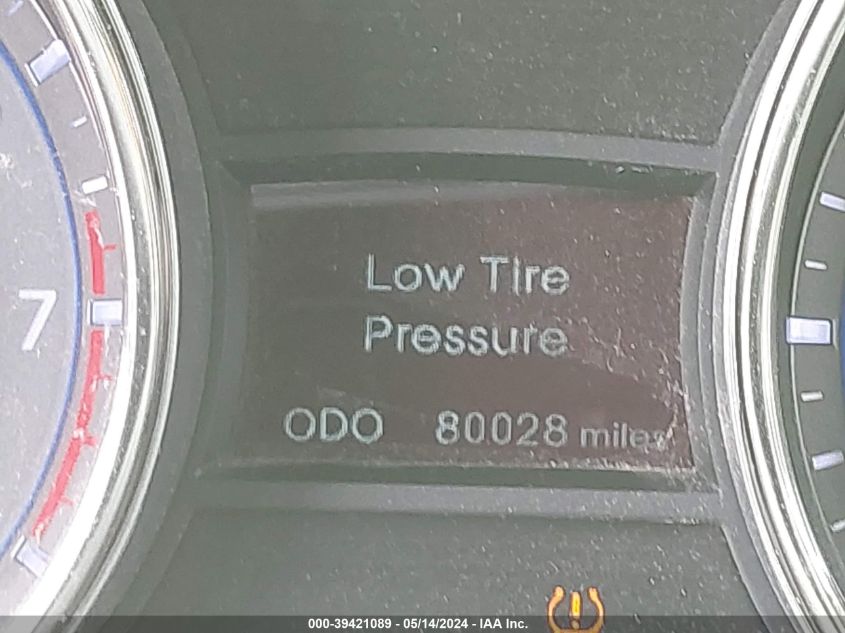 7
Low Tire
Pressure
ODO 80028 miles
000-39421089 - 05/14/2024 - IAA Inc.